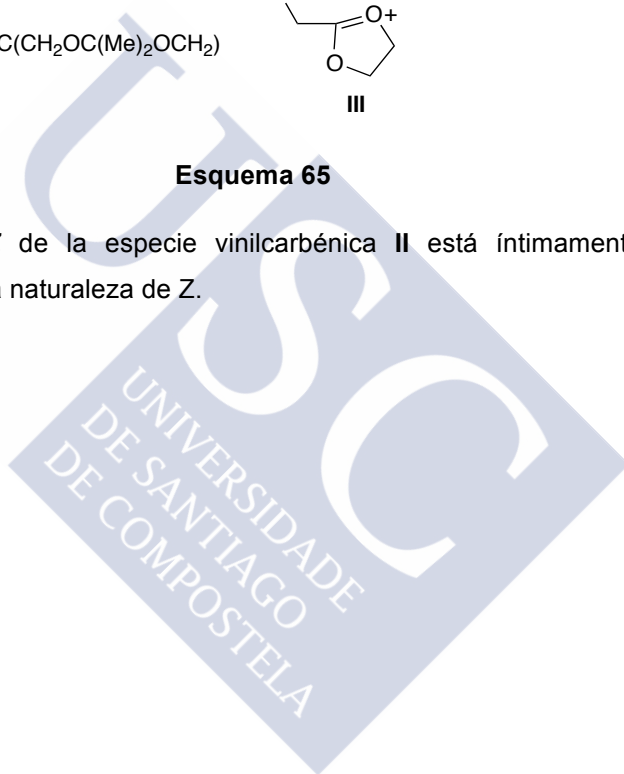 C(CH₂OC(Me)₂OCH₂)
O+
O
III
Esquema 65
de la especie vinilcarbénica II está íntimament
naturaleza de Z.
USC
UNIVERSIDADE
DE SANTIAGO
DE COMPOSTELA